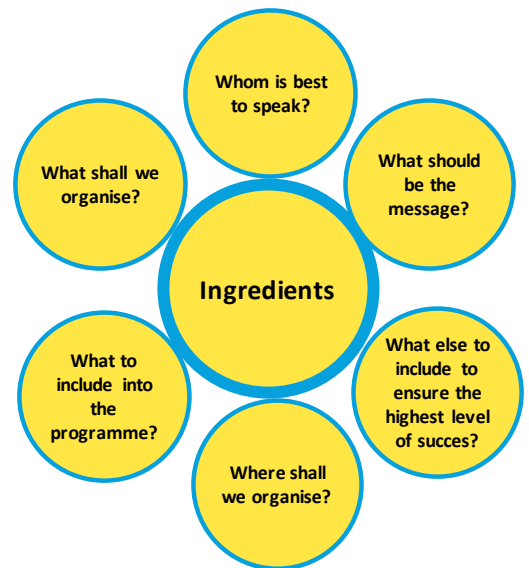 Whom is best
to speak?
What should
be the
message?
What shall we
organise?
Ingredients
What to
include into
the
programme?
What else to
include to
ensure the
highest level
of succes?
Where shall
we organise?